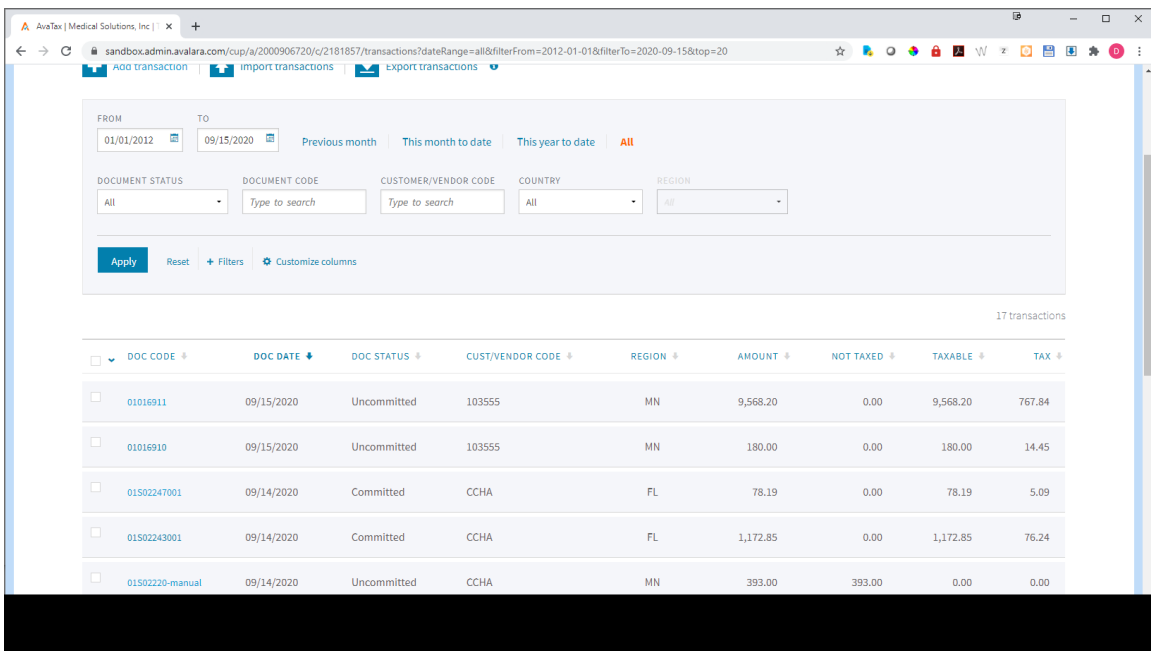 AvaTax | Medical Solutions, Inc | T
sandbox.admin.avalara.com/cup/a/2000906720/c/2181857/transactions?dateRange=all&filterFrom=2012-01-01&filterTo=2020-09-15&top=20
Add transaction Import transactions Export transactions
FROM TO
01/01/2012 09/15/2020 Previous month This month to date This year to date All
DOCUMENT STATUS DOCUMENT CODE CUSTOMER/VENDOR CODE COUNTRY REGION
All Type to search Type to search All All
Apply Reset + Filters Customize columns
17 transactions
DOC CODE DOC DATE DOC STATUS CUST/VENDOR CODE REGION AMOUNT NOT TAXED TAXABLE TAX
01016911 09/15/2020 Uncommitted 103555 MN 9,568.20 0.00 9,568.20 767.84
01016910 09/15/2020 Uncommitted 103555 MN 180.00 0.00 180.00 14.45
01S02247001 09/14/2020 Committed CCHA FL 78.19 0.00 78.19 5.09
01S02243001 09/14/2020 Committed CCHA FL 1,172.85 0.00 1,172.85 76.24
01S02220-manual 09/14/2020 Uncommitted CCHA MN 393.00 393.00 0.00 0.00